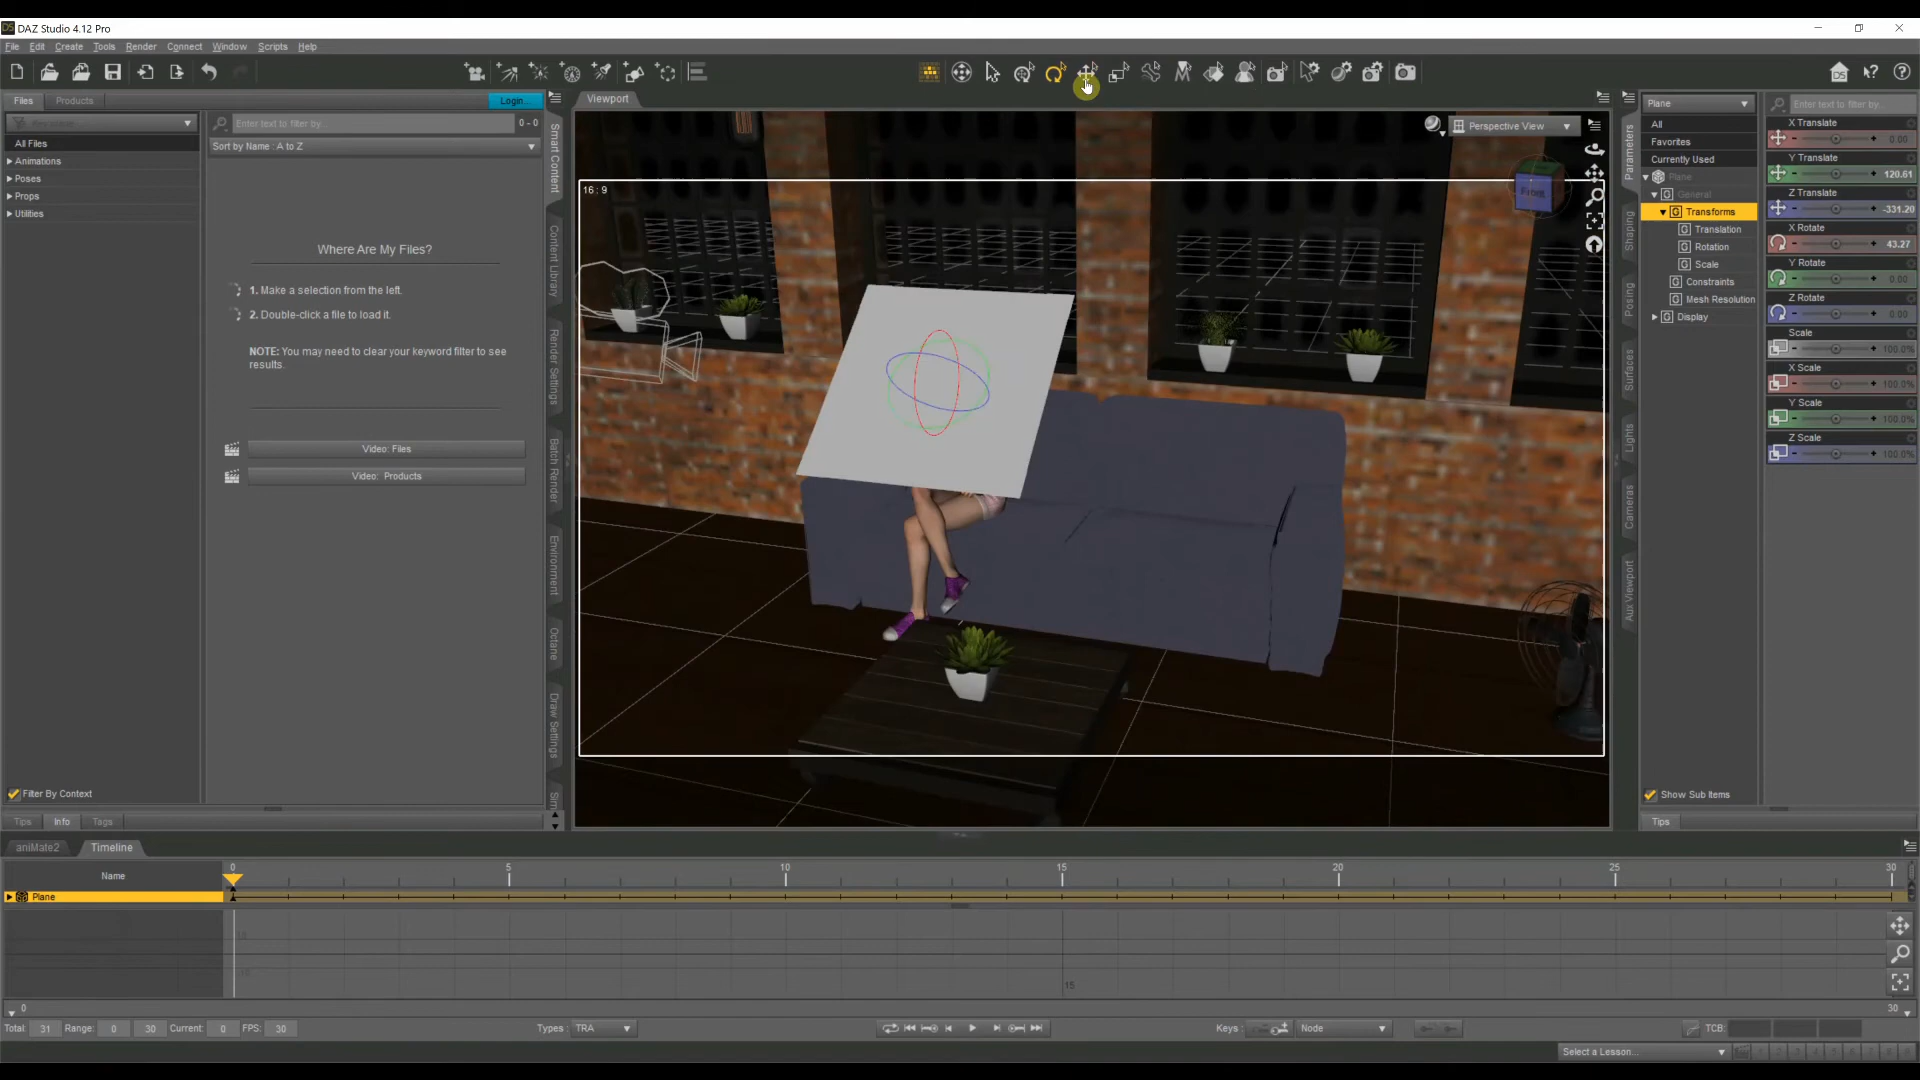 DAZ Studio 4.12 Pro
File Edit Create Tools Render Connect Window Scripts Help
Files Products Login...
Viewport
Enter text to filter by... 0 - 0
All Files
Sort by Name : A to Z
Animations
Poses
Props
Utilities
Where Are My Files?
1. Make a selection from the left.
2. Double-click a file to load it.
NOTE: You may need to clear your keyword filter to see
results.
Video: Files
Video: Products
Filter By Context
Tips Info Tags
Smart Content
Content Library
Render Settings
Batch Render
Environment
Octane
Draw Settings
16 : 9
Perspective View
Front
Parameters
Shaping
Posing
Surfaces
Lights
Cameras
Aux Viewport
Plane
Enter text to filter by...
All
Favorites
Currently Used
Plane
General
Transforms
Translation
Rotation
Scale
Constraints
Mesh Resolution
Display
Show Sub Items
Tips
X Translate
0.00
Y Translate
120.61
Z Translate
-331.20
X Rotate
43.27
Y Rotate
0.00
Z Rotate
0.00
Scale
100.0%
X Scale
100.0%
Y Scale
100.0%
Z Scale
100.0%
aniMate2 Timeline
Name
0 5 10 15 20 25 30
Plane
15
0 30
Total: 31 Range: 0 30 Current: 0 FPS: 30 Types : TRA Keys : Node TCB:
Select a Lesson...